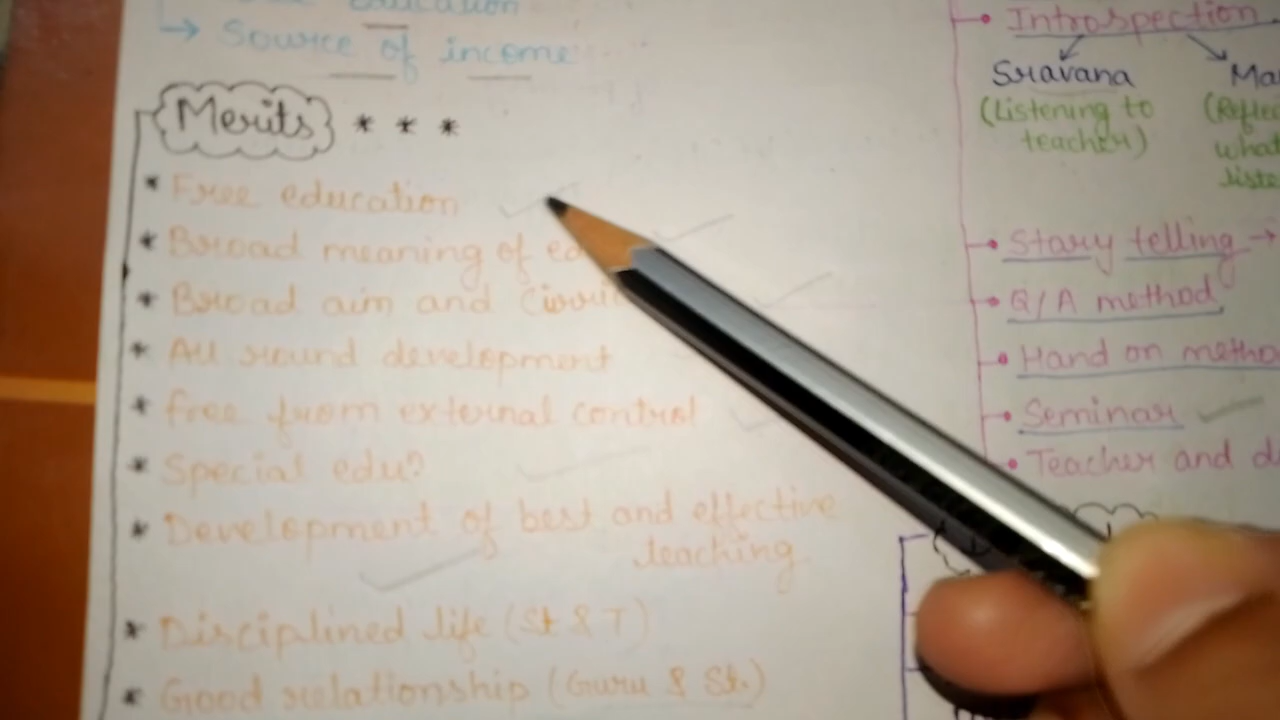 Source of income
Merits * * *
* Free education
* Broad meaning of
* Broad aim and
* All round development
* free from external control
* Special edu?
* Development of best and effective
teaching
* Disciplined life (St & T)
* Good relationship (Guru & St.)
Introspection
Sravana
(Listening to
teacher)
what
Story telling →
Q/A method
Hand on
Seminar
Teacher and